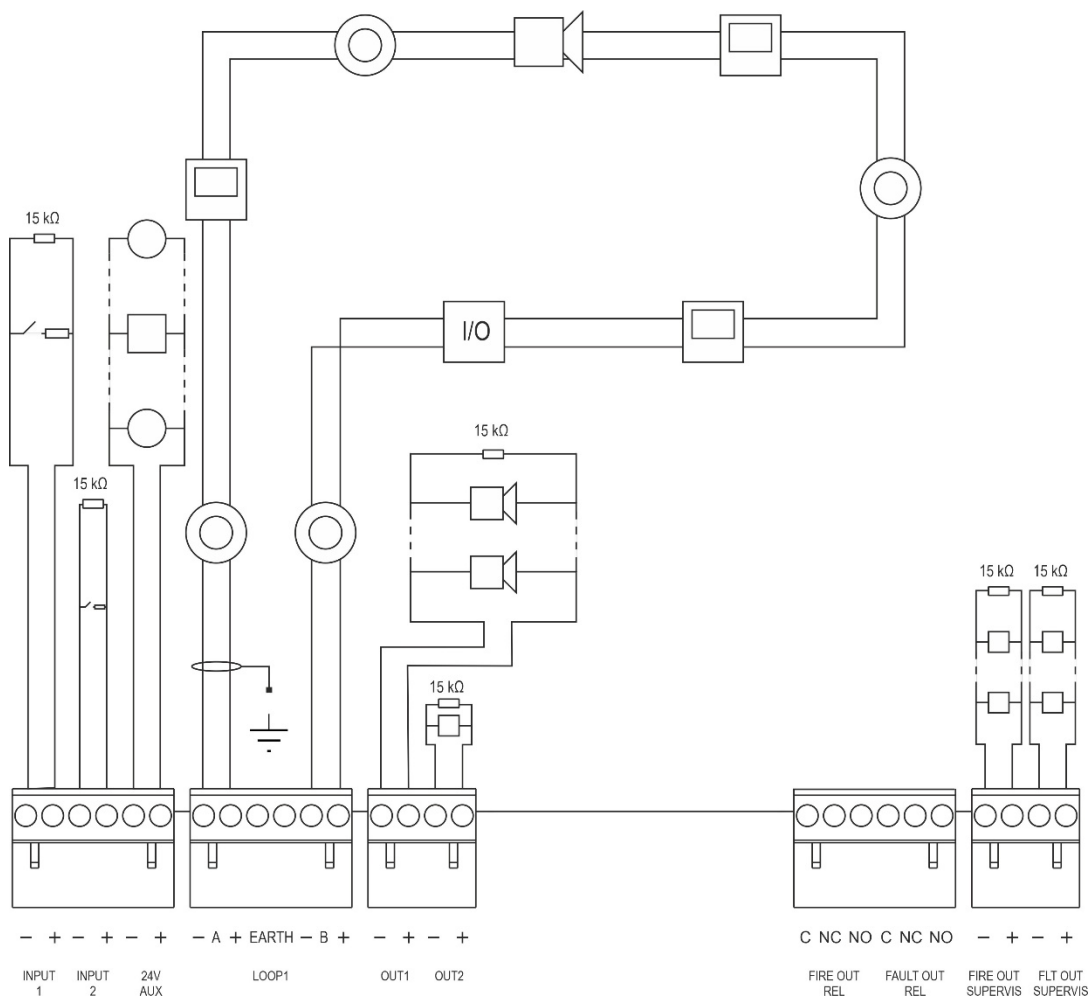 15 kΩ
I/O
15 kΩ
15 kΩ
15 kΩ
15 kΩ
15 kΩ
15 kΩ
− + − + − + − A + EARTH − B + − + − + C NC NO C NC NO − + − +
INPUT 1
INPUT 2
24V AUX
LOOP1
OUT1
OUT2
FIRE OUT REL
FAULT OUT REL
FIRE OUT SUPERVIS
FLT OUT SUPERVIS